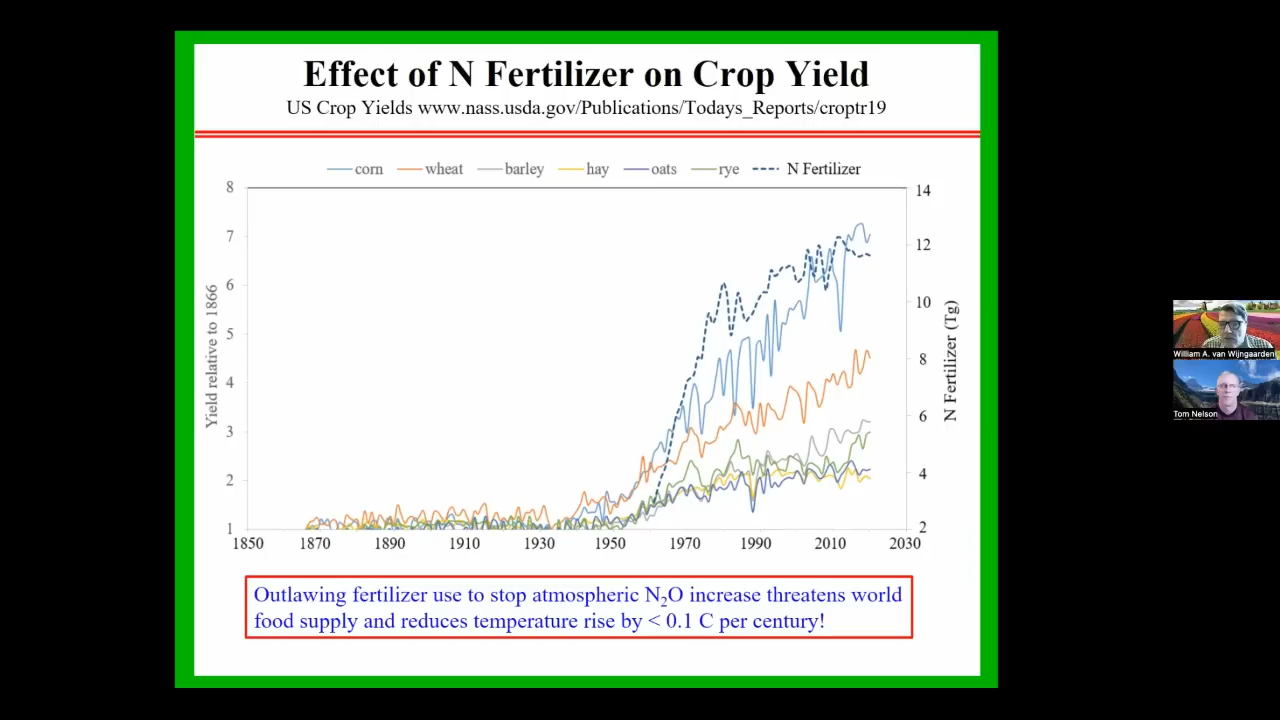 Effect of N Fertilizer on Crop Yield
US Crop Yields www.nass.usda.gov/Publications/Todays_Reports/croptr19
corn wheat barley hay oats rye N Fertilizer
8
7
6
5
4
3
2
1
Yield relative to 1866
14
12
10
8
6
4
2
N Fertilizer (Tg)
1850 1870 1890 1910 1930 1950 1970 1990 2010 2030
Outlawing fertilizer use to stop atmospheric N₂O increase threatens world
food supply and reduces temperature rise by < 0.1 C per century!
William A. van Wijngaarden
Tom Nelson